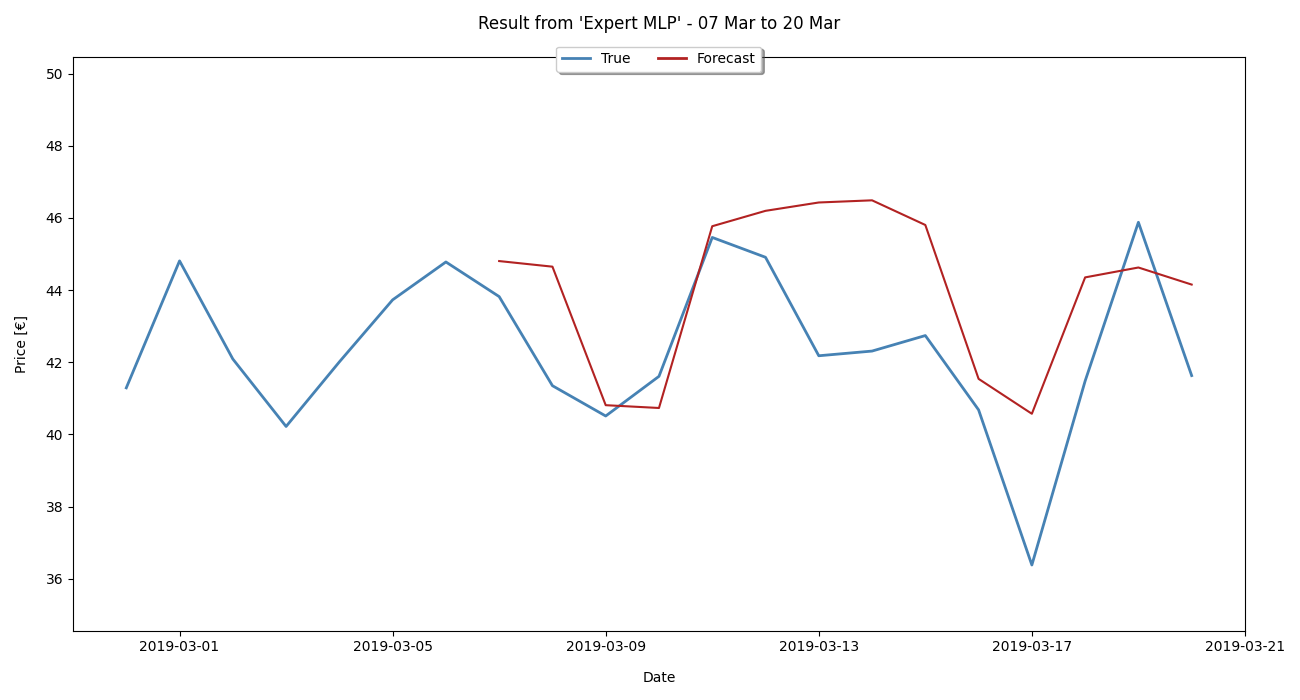 Result from 'Expert MLP' - 07 Mar to 20 Mar
True Forecast
50
48
46
44
42
40
38
36
Price [€]
2019-03-01 2019-03-05 2019-03-09 2019-03-13 2019-03-17 2019-03-21
Date